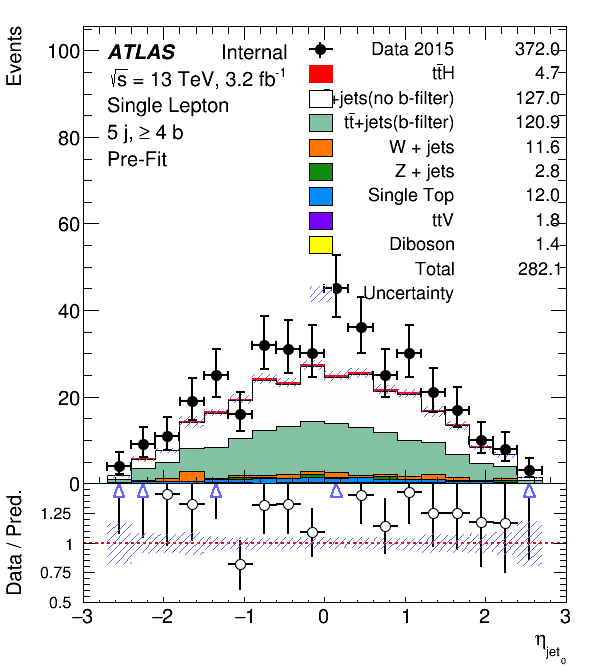 Events
100
80
60
40
20
0
ATLAS Internal
√s = 13 TeV, 3.2 fb-1
Single Lepton
5 j, ≥ 4 b
Pre-Fit
Data 2015 372.0
tt̄H 4.7
+jets(no b-filter) 127.0
tt̄+jets(b-filter) 120.9
W + jets 11.6
Z + jets 2.8
Single Top 12.0
ttV 1.8
Diboson 1.4
Total 282.1
Uncertainty
Data / Pred.
1.25
1
0.75
0.5
−3 −2 −1 0 1 2 3
ηjet0